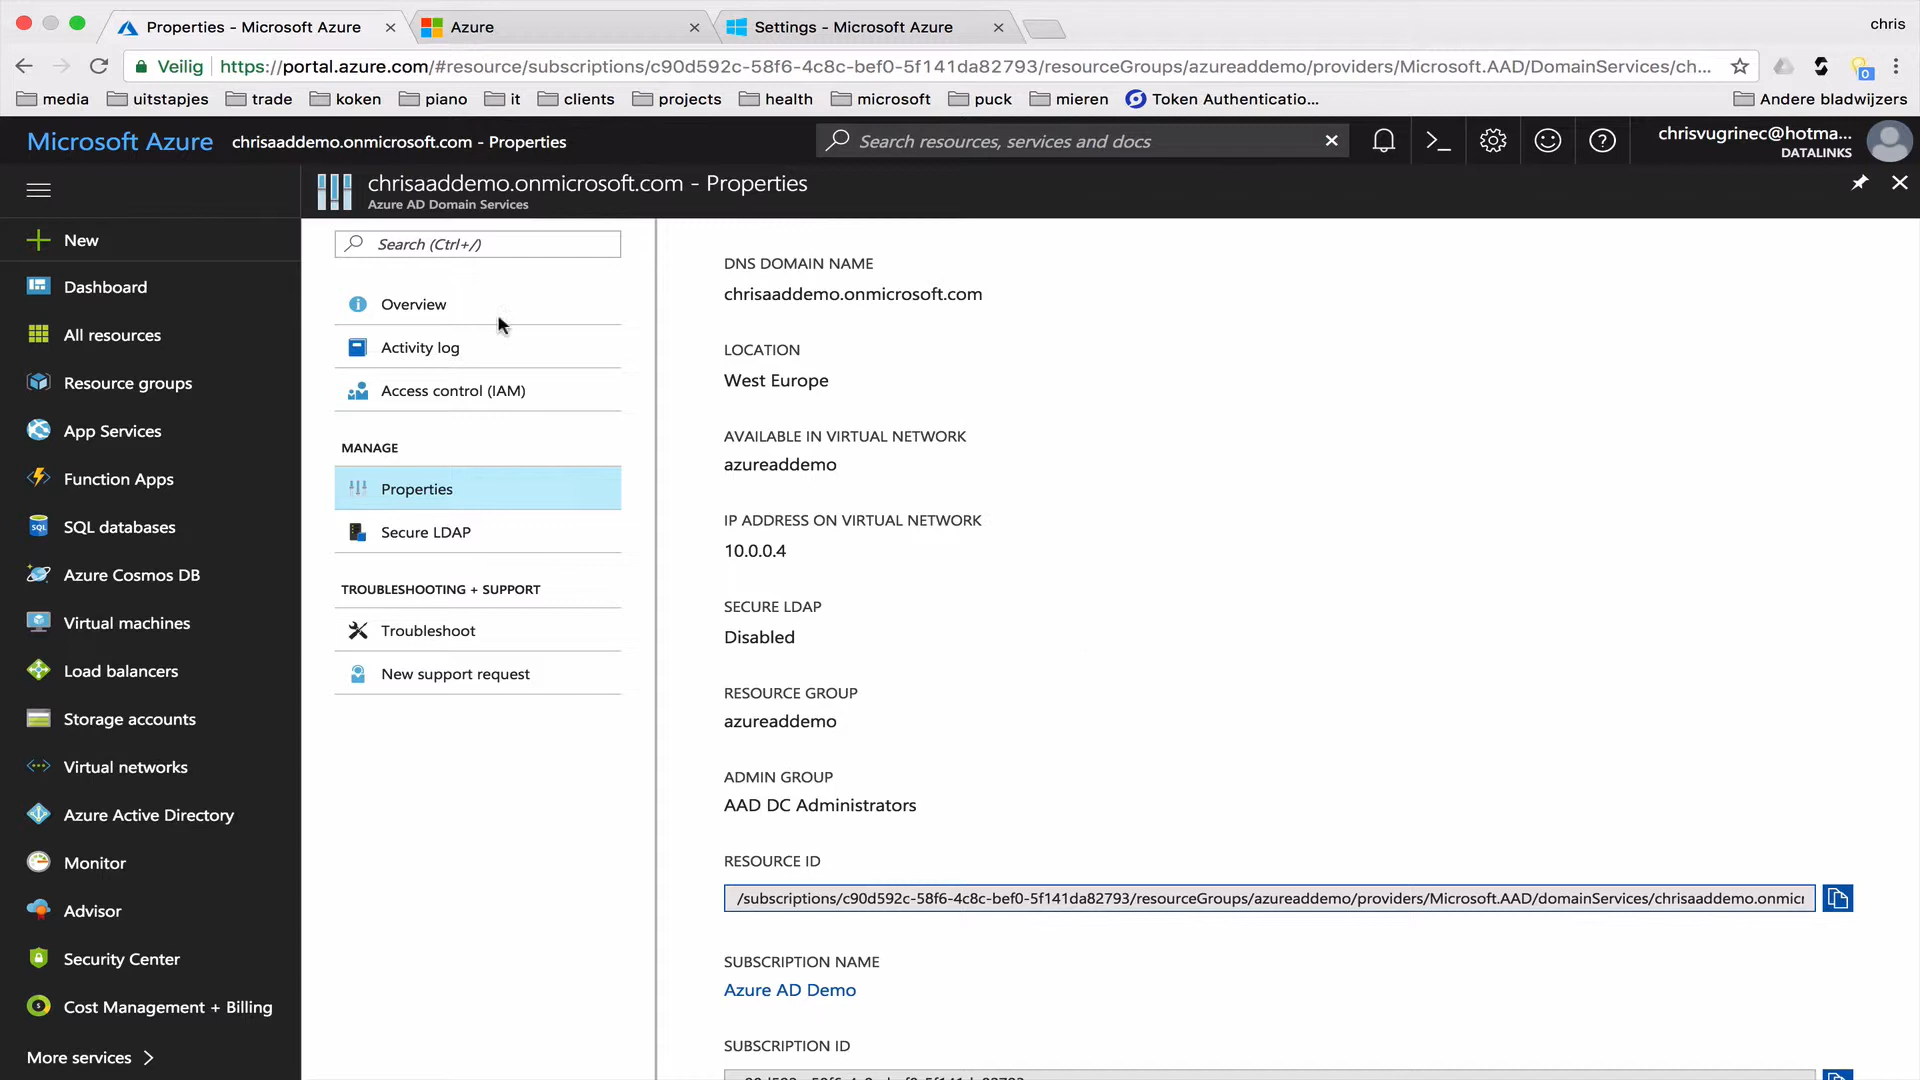 Properties - Microsoft Azure
Azure
Settings - Microsoft Azure
chris
Veilig
https://portal.azure.com/#resource/subscriptions/c90d592c-58f6-4c8c-bef0-5f141da82793/resourceGroups/azureaddemo/providers/Microsoft.AAD/DomainServices/ch...
0
media
uitstapjes
trade
koken
piano
it
clients
projects
health
microsoft
puck
mieren
Token Authenticatio...
Andere bladwijzers
Microsoft Azure
chrisaaddemo.onmicrosoft.com - Properties
Search resources, services and docs
chrisvugrinec@hotma...
DATALINKS
chrisaaddemo.onmicrosoft.com - Properties
Azure AD Domain Services
New
Dashboard
All resources
Resource groups
App Services
Function Apps
SQL databases
Azure Cosmos DB
Virtual machines
Load balancers
Storage accounts
Virtual networks
Azure Active Directory
Monitor
Advisor
Security Center
Cost Management + Billing
More services
Search (Ctrl+/)
Overview
Activity log
Access control (IAM)
MANAGE
Properties
Secure LDAP
TROUBLESHOOTING + SUPPORT
Troubleshoot
New support request
DNS DOMAIN NAME
chrisaaddemo.onmicrosoft.com
LOCATION
West Europe
AVAILABLE IN VIRTUAL NETWORK
azureaddemo
IP ADDRESS ON VIRTUAL NETWORK
10.0.0.4
SECURE LDAP
Disabled
RESOURCE GROUP
azureaddemo
ADMIN GROUP
AAD DC Administrators
RESOURCE ID
/subscriptions/c90d592c-58f6-4c8c-bef0-5f141da82793/resourceGroups/azureaddemo/providers/Microsoft.AAD/domainServices/chrisaaddemo.onmicr
SUBSCRIPTION NAME
Azure AD Demo
SUBSCRIPTION ID